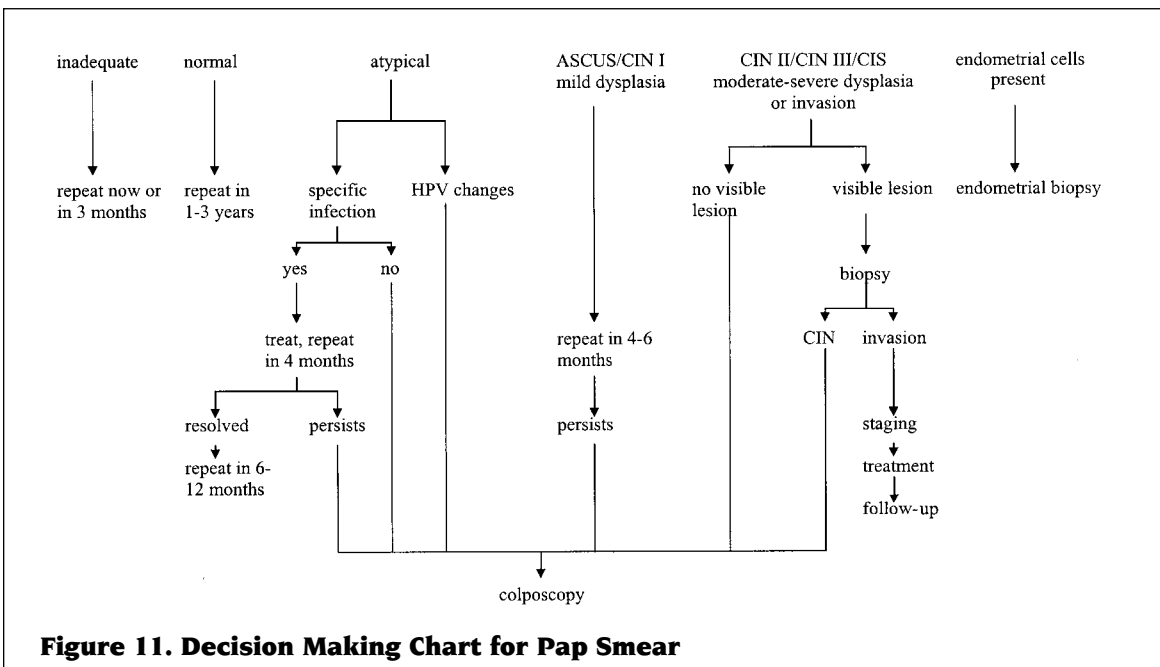 inadequate
normal
atypical
ASCUS/CIN I
mild dysplasia
CIN II/CIN III/CIS
moderate-severe dysplasia
or invasion
endometrial cells
present
repeat now or
in 3 months
repeat in
1-3 years
specific
infection
HPV changes
no visible
lesion
visible lesion
endometrial biopsy
yes
no
biopsy
treat, repeat
in 4 months
repeat in 4-6
months
CIN
invasion
resolved
persists
persists
staging
repeat in 6-
12 months
treatment
follow-up
colposcopy
Figure 11. Decision Making Chart for Pap Smear